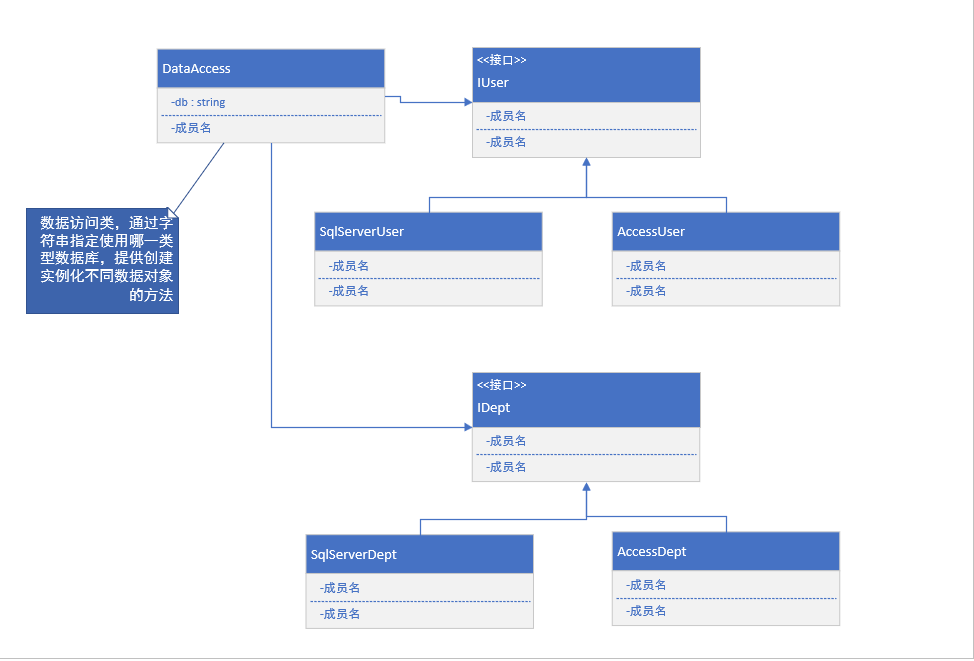 DataAccess
-db : string
-成员名
<<接口>>
IUser
-成员名
-成员名
数据访问类，通过字
符串指定使用哪一类
型数据库，提供创建
实例化不同数据对象
的方法
SqlServerUser
-成员名
-成员名
AccessUser
-成员名
-成员名
<<接口>>
IDept
-成员名
-成员名
SqlServerDept
-成员名
-成员名
AccessDept
-成员名
-成员名